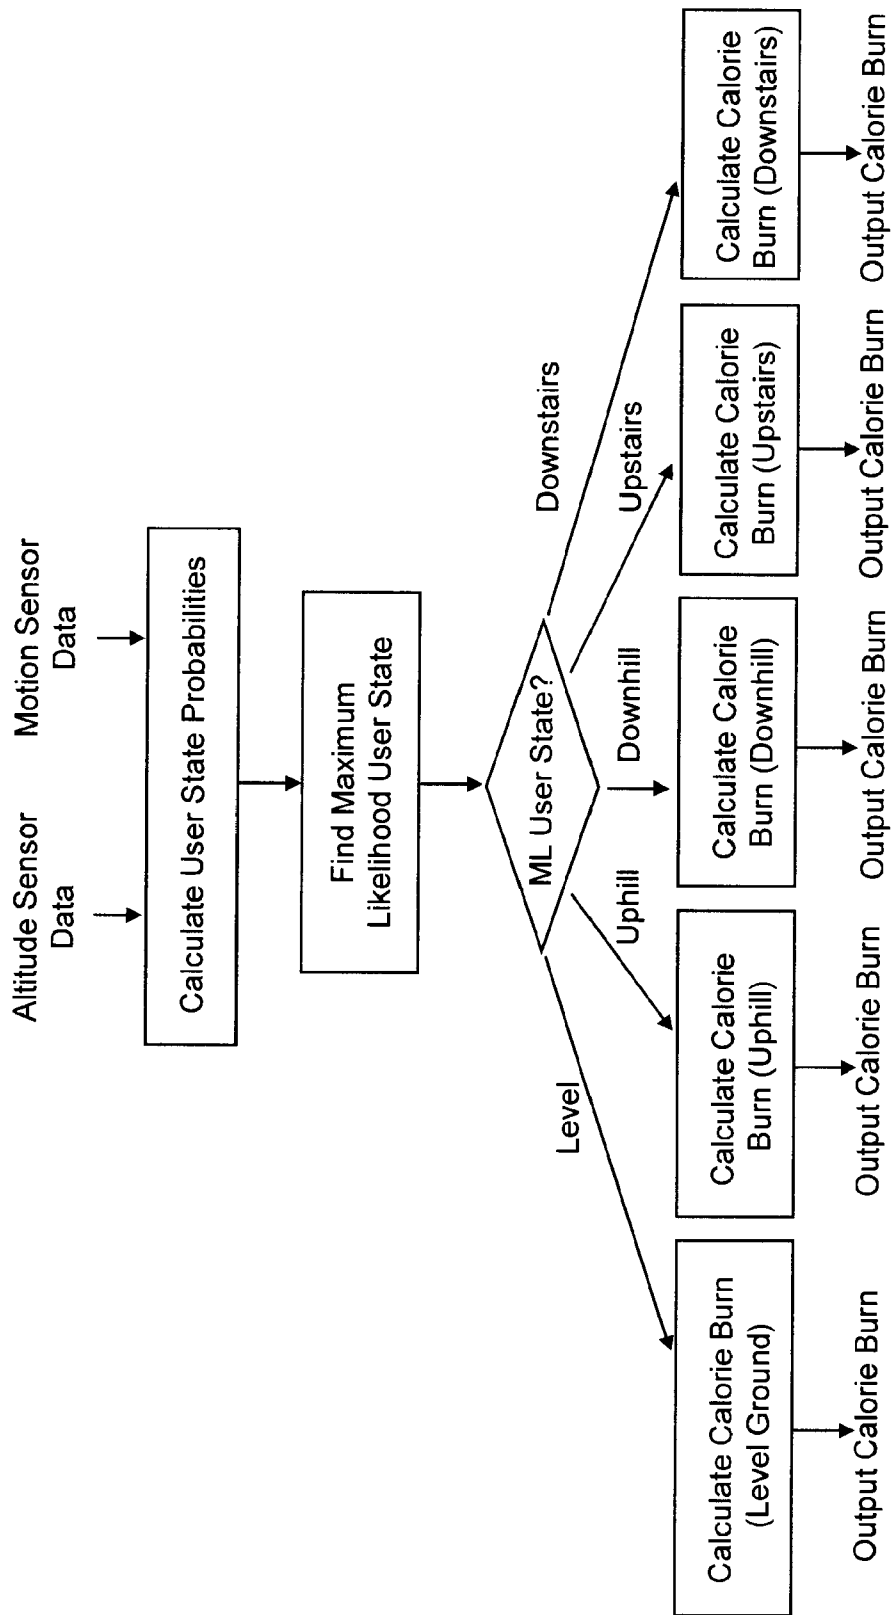 Altitude Sensor
Data
Motion Sensor
Data
Calculate User State Probabilities
Find Maximum
Likelihood User State
ML User State?
Level
Uphill
Downhill
Upstairs
Downstairs
Calculate Calorie Burn
(Level Ground)
Calculate Calorie
Burn (Uphill)
Calculate Calorie
Burn (Downhill)
Calculate Calorie
Burn (Upstairs)
Calculate Calorie
Burn (Downstairs)
Output Calorie Burn
Output Calorie Burn
Output Calorie Burn
Output Calorie Burn
Output Calorie Burn